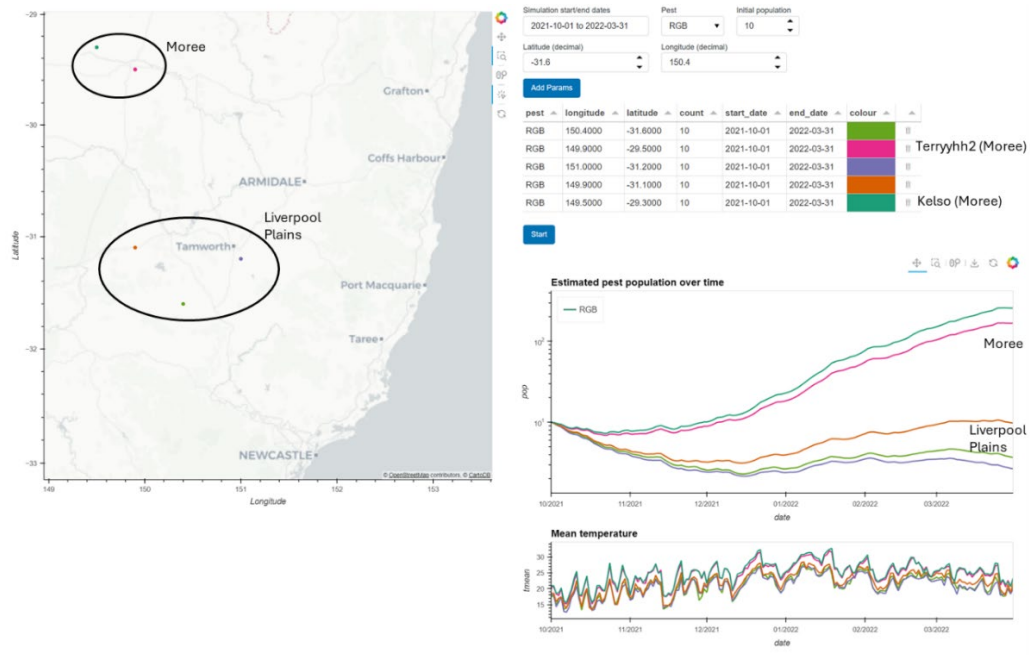 Simulation start/end dates
Pest
Initial population
2021-10-01 to 2022-03-31
RGB
10
Latitude (decimal)
Longitude (decimal)
-31.6
150.4
Add Params
pest longitude latitude count start_date end_date colour
RGB 150.4000 -31.6000 10 2021-10-01 2022-03-31
RGB 149.9000 -29.5000 10 2021-10-01 2022-03-31 Terryyhh2 (Moree)
RGB 151.0000 -31.2000 10 2021-10-01 2022-03-31
RGB 149.9000 -31.1000 10 2021-10-01 2022-03-31
RGB 149.5000 -29.3000 10 2021-10-01 2022-03-31 Kelso (Moree)
Start
-29
-30
-31
-32
-33
Latitude
Moree
Grafton
Coffs Harbour
ARMIDALE
Liverpool
Plains
Tamworth
Port Macquarie
Taree
NEWCASTLE
© OpenStreetMap contributors, © CartoDB
149 150 151 152 153
Longitude
Estimated pest population over time
RGB
10²
10¹
pop
Moree
Liverpool
Plains
10/2021 11/2021 12/2021 01/2022 02/2022 03/2022
date
Mean temperature
30
25
20
15
tmean
10/2021 11/2021 12/2021 01/2022 02/2022 03/2022
date